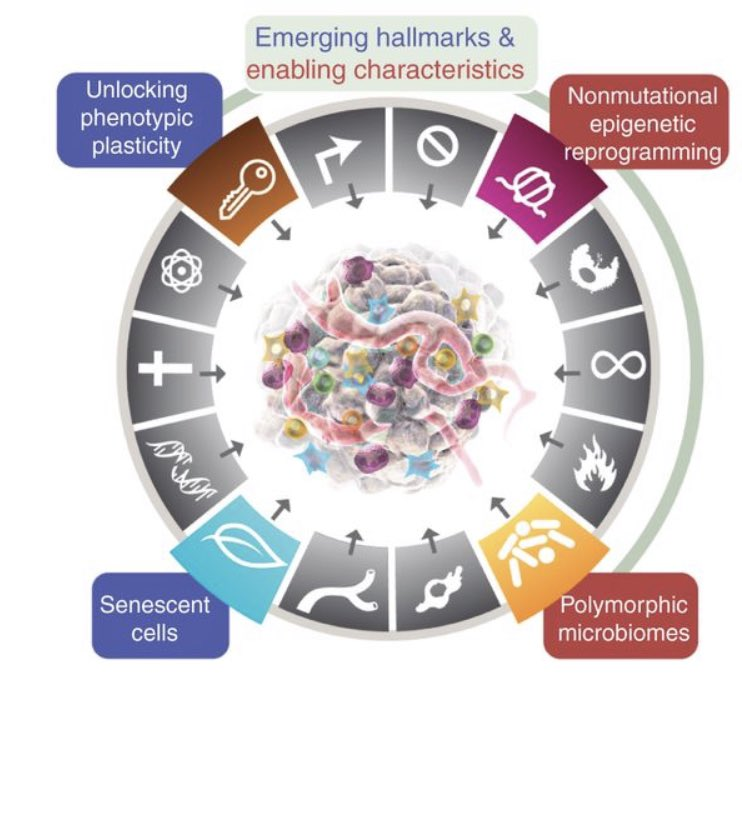 Emerging hallmarks &
enabling characteristics
Unlocking
phenotypic
plasticity
Nonmutational
epigenetic
reprogramming
Senescent
cells
Polymorphic
microbiomes